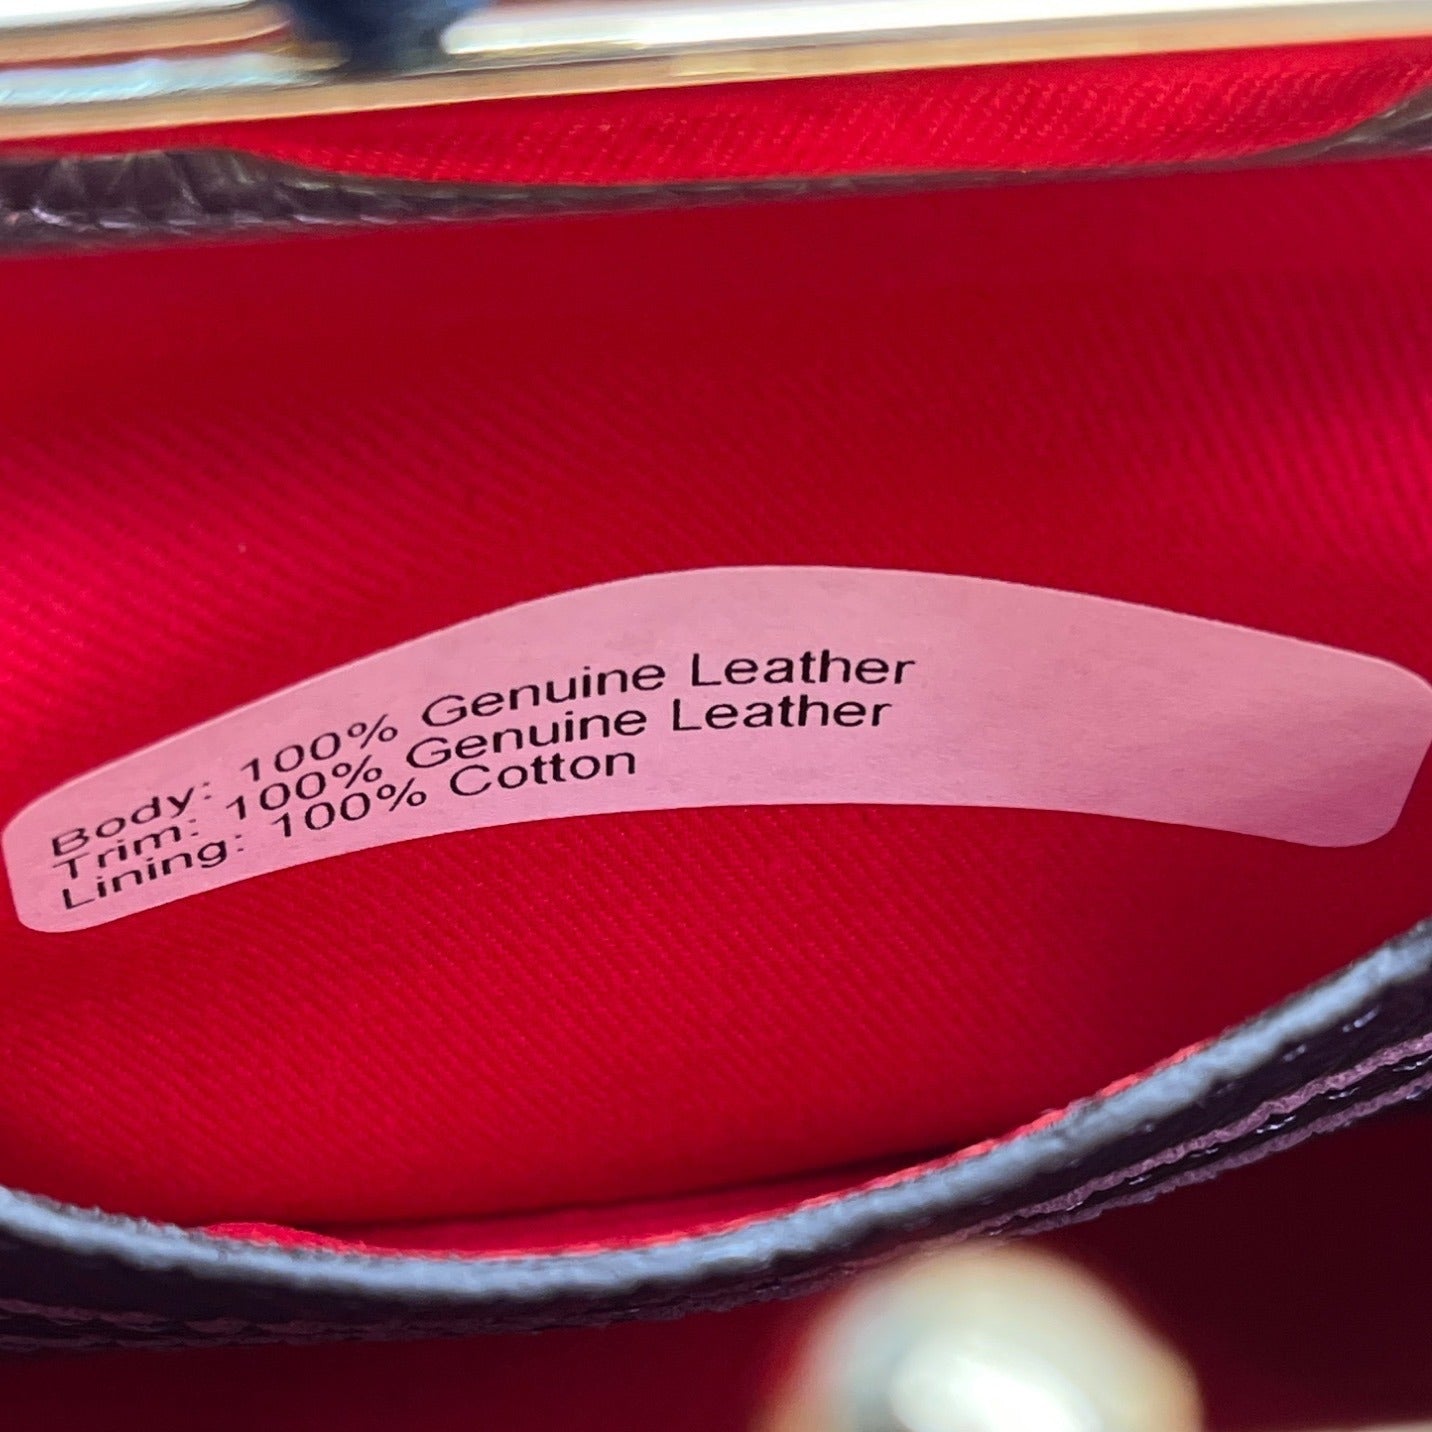 Body: 100% Genuine Leather
Trim: 100% Genuine Leather
Lining: 100% Cotton